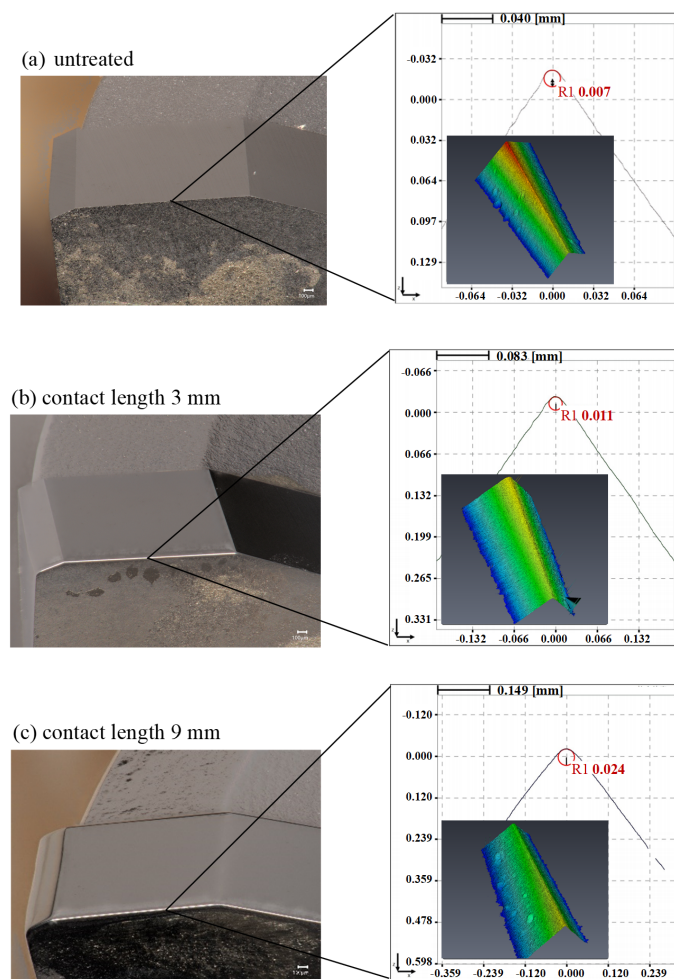 (a) untreated
100μm
0.040 [mm]
-0.032
0.000
0.032
0.064
0.097
0.129
R1 0.007
-0.064 -0.032 0.000 0.032 0.064
(b) contact length 3 mm
100μm
0.083 [mm]
-0.066
0.000
0.066
0.132
0.199
0.265
0.331
R1 0.011
-0.132 -0.066 0.000 0.066 0.132
(c) contact length 9 mm
0.149 [mm]
-0.120
0.000
0.120
0.239
0.359
0.478
0.598
R1 0.024
-0.359 -0.239 -0.120 0.000 0.120 0.239